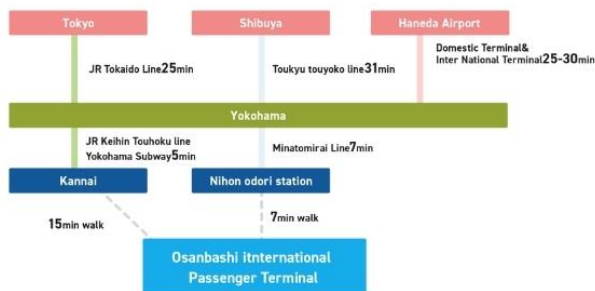 Tokyo
Shibuya
Haneda Airport
JR Tokaido Line25min
Toukyu touyoko line31min
Domestic Terminal&
Inter National Terminal25-30min
Yokohama
JR Keihin Touhoku line
Yokohama Subway5min
Minatomirai Line7min
Kannai
Nihon odori station
15min walk
7min walk
Osanbashi itnternational
Passenger Terminal